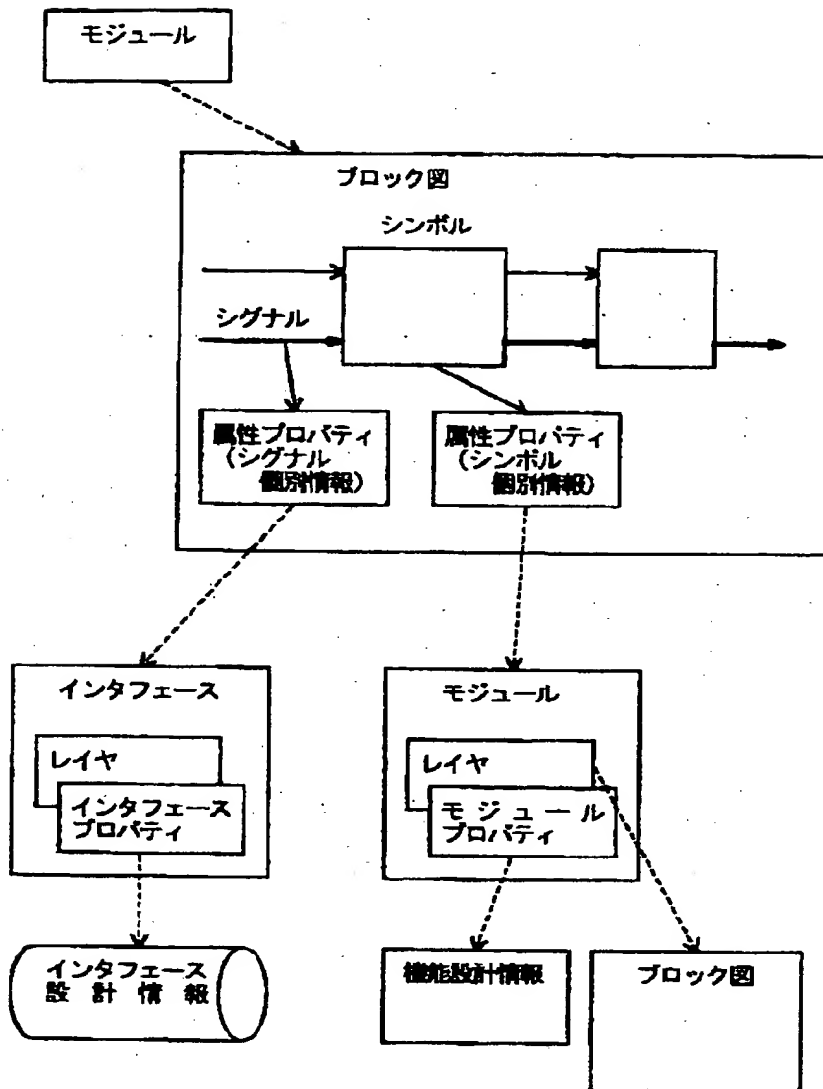 モジュール
ブロック図
シンボル
シグナル
属性プロパティ
(シグナル
個別情報)
属性プロパティ
(シンボル
個別情報)
インタフェース
レイヤ
インタフェース
プロパティ
モジュール
レイヤ
モジュール
プロパティ
インタフェース
設計情報
機能設計情報
ブロック図